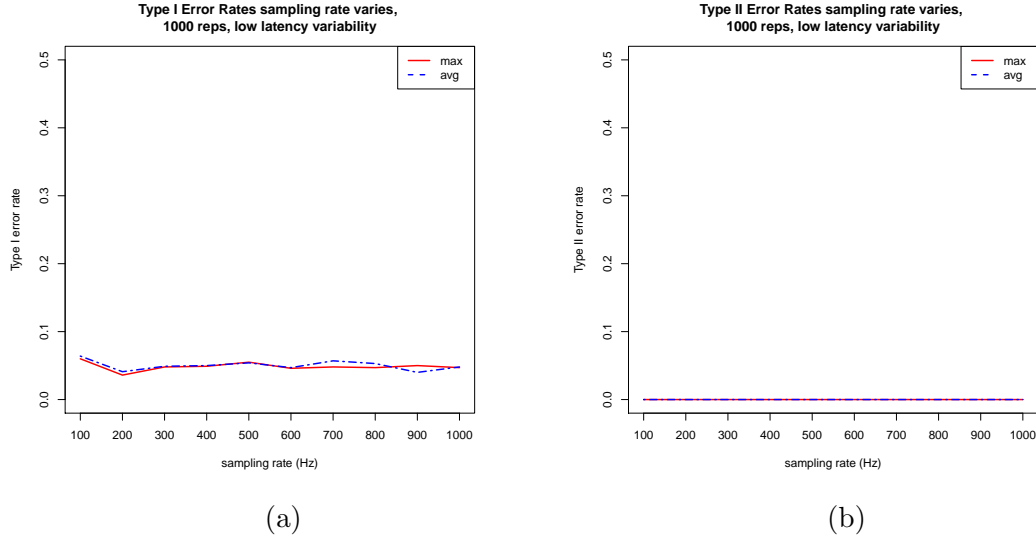 Type I Error Rates sampling rate varies,
1000 reps, low latency variability
max
avg
0.5
0.4
0.3
0.2
0.1
0.0
Type I error rate
100 200 300 400 500 600 700 800 900 1000
sampling rate (Hz)
(a)
Type II Error Rates sampling rate varies,
1000 reps, low latency variability
max
avg
0.5
0.4
0.3
0.2
0.1
0.0
Type II error rate
100 200 300 400 500 600 700 800 900 1000
sampling rate (Hz)
(b)